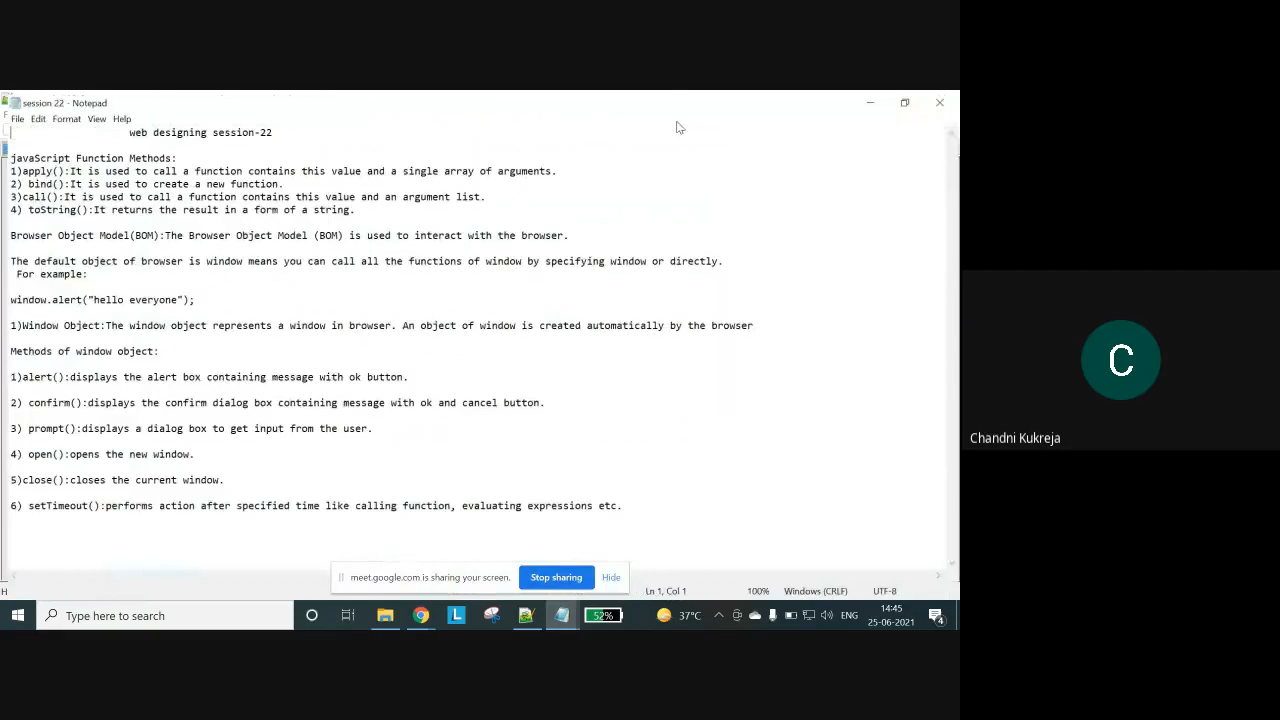 session 22 - Notepad
File Edit Format View Help
web designing session-22
javaScript Function Methods:
1)apply():It is used to call a function contains this value and a single array of arguments.
2) bind():It is used to create a new function.
3)call():It is used to call a function contains this value and an argument list.
4) toString():It returns the result in a form of a string.
Browser Object Model(BOM):The Browser Object Model (BOM) is used to interact with the browser.
The default object of browser is window means you can call all the functions of window by specifying window or directly.
For example:
window.alert("hello everyone");
1)Window Object:The window object represents a window in browser. An object of window is created automatically by the browser
Methods of window object:
1)alert():displays the alert box containing message with ok button.
2) confirm():displays the confirm dialog box containing message with ok and cancel button.
3) prompt():displays a dialog box to get input from the user.
4) open():opens the new window.
5)close():closes the current window.
6) setTimeout():performs action after specified time like calling function, evaluating expressions etc.
meet.google.com is sharing your screen. Stop sharing Hide
H Ln 1, Col 1 100% Windows (CRLF) UTF-8
Type here to search L 52% 37°C ENG 14:45
25-06-2021 4
C
Chandni Kukreja